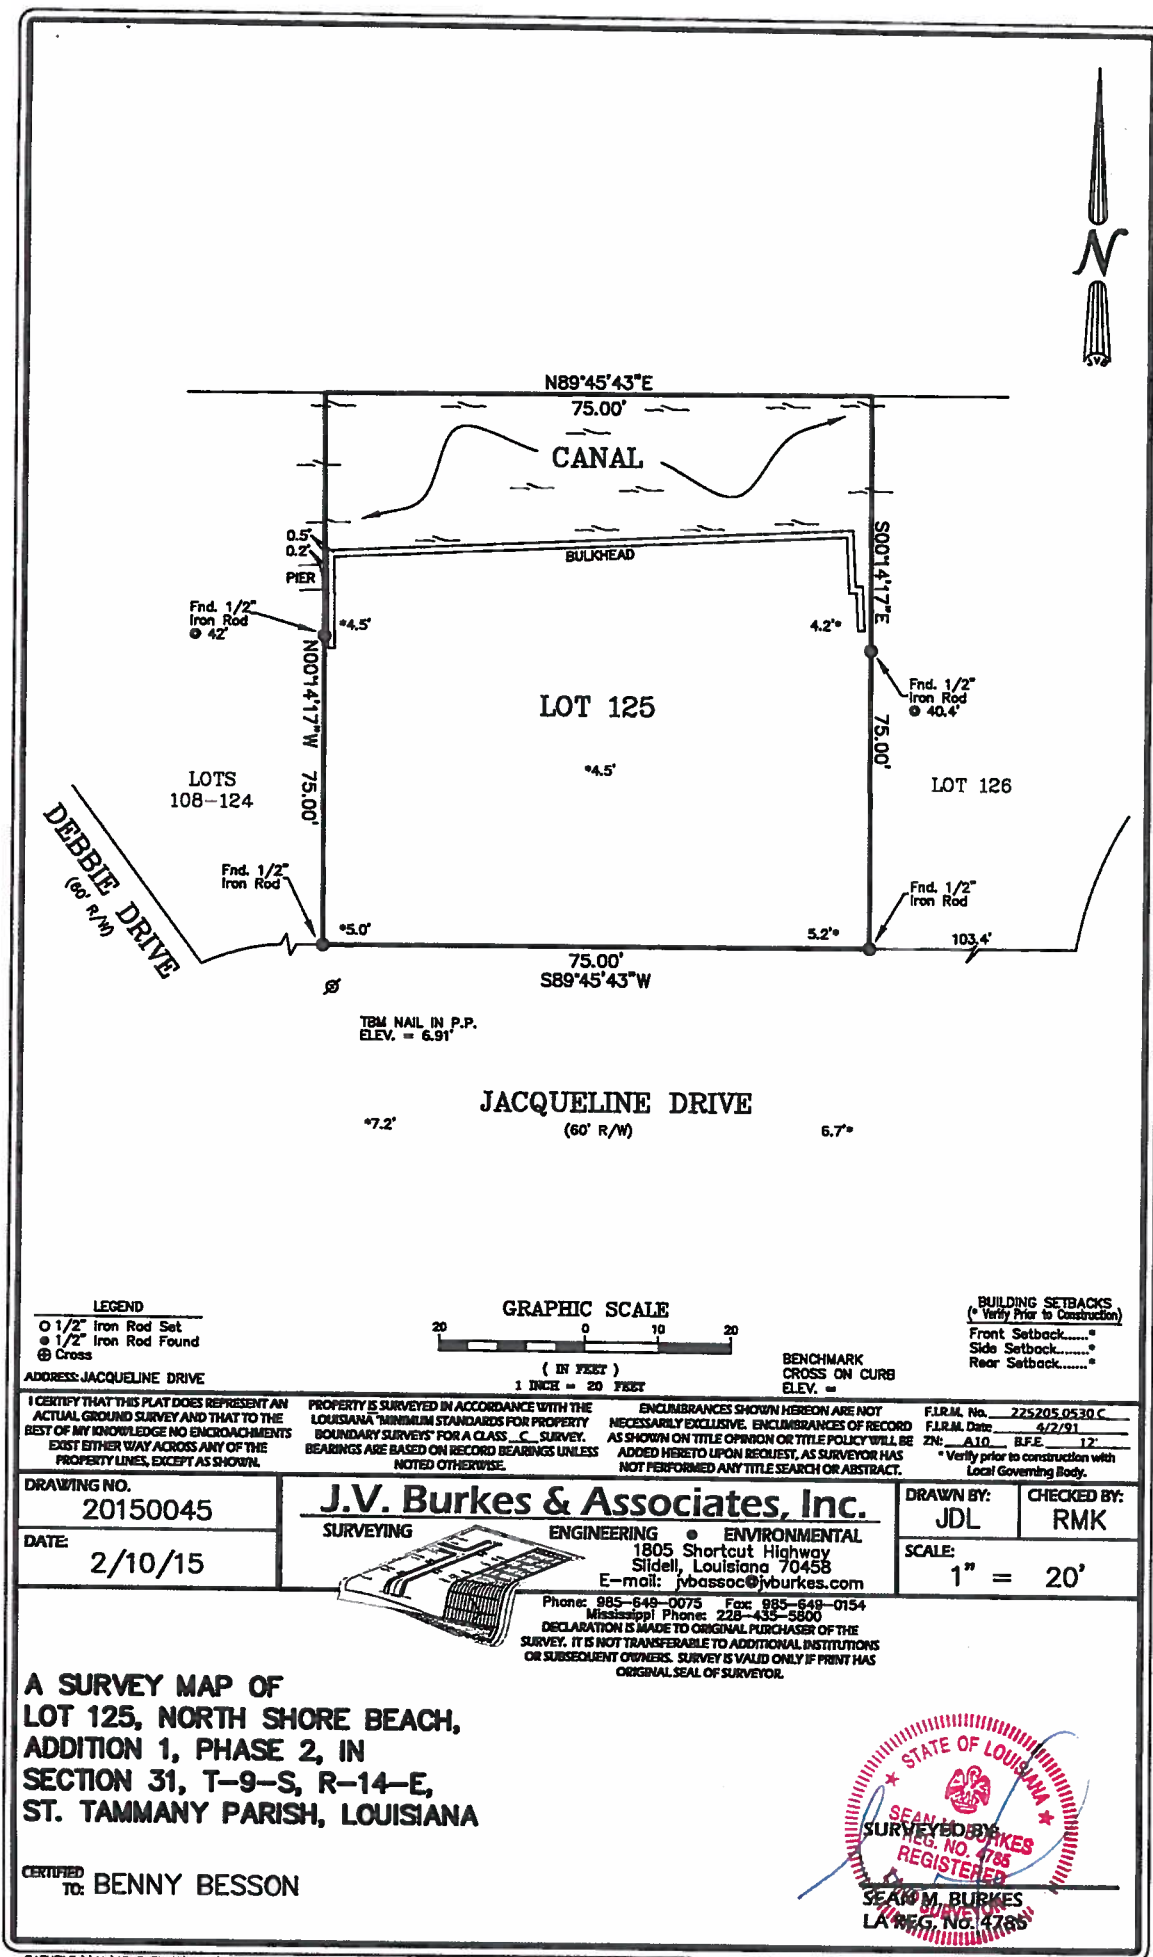 N
JVB
N89°45'43"E
75.00'
CANAL
0.5'
0.2'
PIER
BULKHEAD
S00°14'17"E
Fnd. 1/2"
Iron Rod
@ 42'
*4.5'
4.2'*
N00°14'17"W 75.00'
LOT 125
Fnd. 1/2"
Iron Rod
@ 40.4'
75.00'
*4.5'
LOTS
108-124
LOT 126
DEBBIE DRIVE
(60' R/W)
Fnd. 1/2"
Iron Rod
Fnd. 1/2"
Iron Rod
*5.0'
5.2'*
103.4'
75.00'
S89°45'43"W
TBM NAIL IN P.P.
ELEV. = 6.91'
JACQUELINE DRIVE
(60' R/W)
*7.2'
6.7'*
LEGEND
1/2" Iron Rod Set
1/2" Iron Rod Found
Cross
ADDRESS: JACQUELINE DRIVE
GRAPHIC SCALE
20 0 10 20
( IN FEET )
1 INCH = 20 FEET
BENCHMARK
CROSS ON CURB
ELEV. =
BUILDING SETBACKS
(* Verify Prior to Construction)
Front Setback......*
Side Setback........*
Rear Setback.......*
I CERTIFY THAT THIS PLAT DOES REPRESENT AN
ACTUAL GROUND SURVEY AND THAT TO THE
BEST OF MY KNOWLEDGE NO ENCROACHMENTS
EXIST EITHER WAY ACROSS ANY OF THE
PROPERTY LINES, EXCEPT AS SHOWN.
PROPERTY IS SURVEYED IN ACCORDANCE WITH THE
LOUISIANA "MINIMUM STANDARDS FOR PROPERTY
BOUNDARY SURVEYS" FOR A CLASS C SURVEY.
BEARINGS ARE BASED ON RECORD BEARINGS UNLESS
NOTED OTHERWISE.
ENCUMBRANCES SHOWN HEREON ARE NOT
NECESSARILY EXCLUSIVE. ENCUMBRANCES OF RECORD
AS SHOWN ON TITLE OPINION OR TITLE POLICY WILL BE
ADDED HERETO UPON REQUEST, AS SURVEYOR HAS
NOT PERFORMED ANY TITLE SEARCH OR ABSTRACT.
F.I.R.M. No. 225205 0530 C
F.I.R.M. Date 4/2/91
ZN: A10 B.F.E. 12'
* Verify prior to construction with
Local Governing Body.
DRAWING NO.
20150045
DATE:
2/10/15
J.V. Burkes & Associates, Inc.
SURVEYING ENGINEERING • ENVIRONMENTAL
1805 Shortcut Highway
Slidell, Louisiana 70458
E-mail: jvbassoc@jvburkes.com
Phone: 985-649-0075 Fax: 985-649-0154
Mississippi Phone: 228-435-5800
DRAWN BY:
JDL
CHECKED BY:
RMK
SCALE:
1" = 20'
DECLARATION IS MADE TO ORIGINAL PURCHASER OF THE
SURVEY. IT IS NOT TRANSFERABLE TO ADDITIONAL INSTITUTIONS
OR SUBSEQUENT OWNERS. SURVEY IS VALID ONLY IF PRINT HAS
ORIGINAL SEAL OF SURVEYOR.
A SURVEY MAP OF
LOT 125, NORTH SHORE BEACH,
ADDITION 1, PHASE 2, IN
SECTION 31, T-9-S, R-14-E,
ST. TAMMANY PARISH, LOUISIANA
CERTIFIED
TO: BENNY BESSON
STATE OF LOUISIANA
SEAN M. BURKES
REG. NO. 4785
REGISTERED
LAND SURVEYOR
SURVEYED BY:
SEAN M. BURKES
LA REG. No. 4785